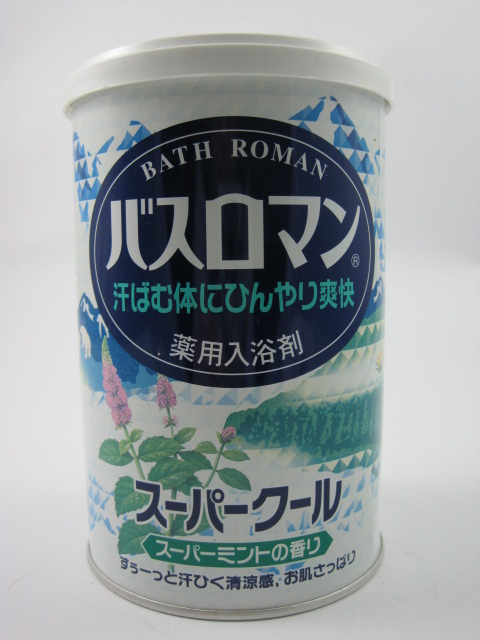 BATH ROMAN
バスロマン®
汗ばむ体にひんやり爽快
薬用入浴剤
スーパークール
スーパーミントの香り
すぅーっと汗ひく清涼感、お肌さっぱり